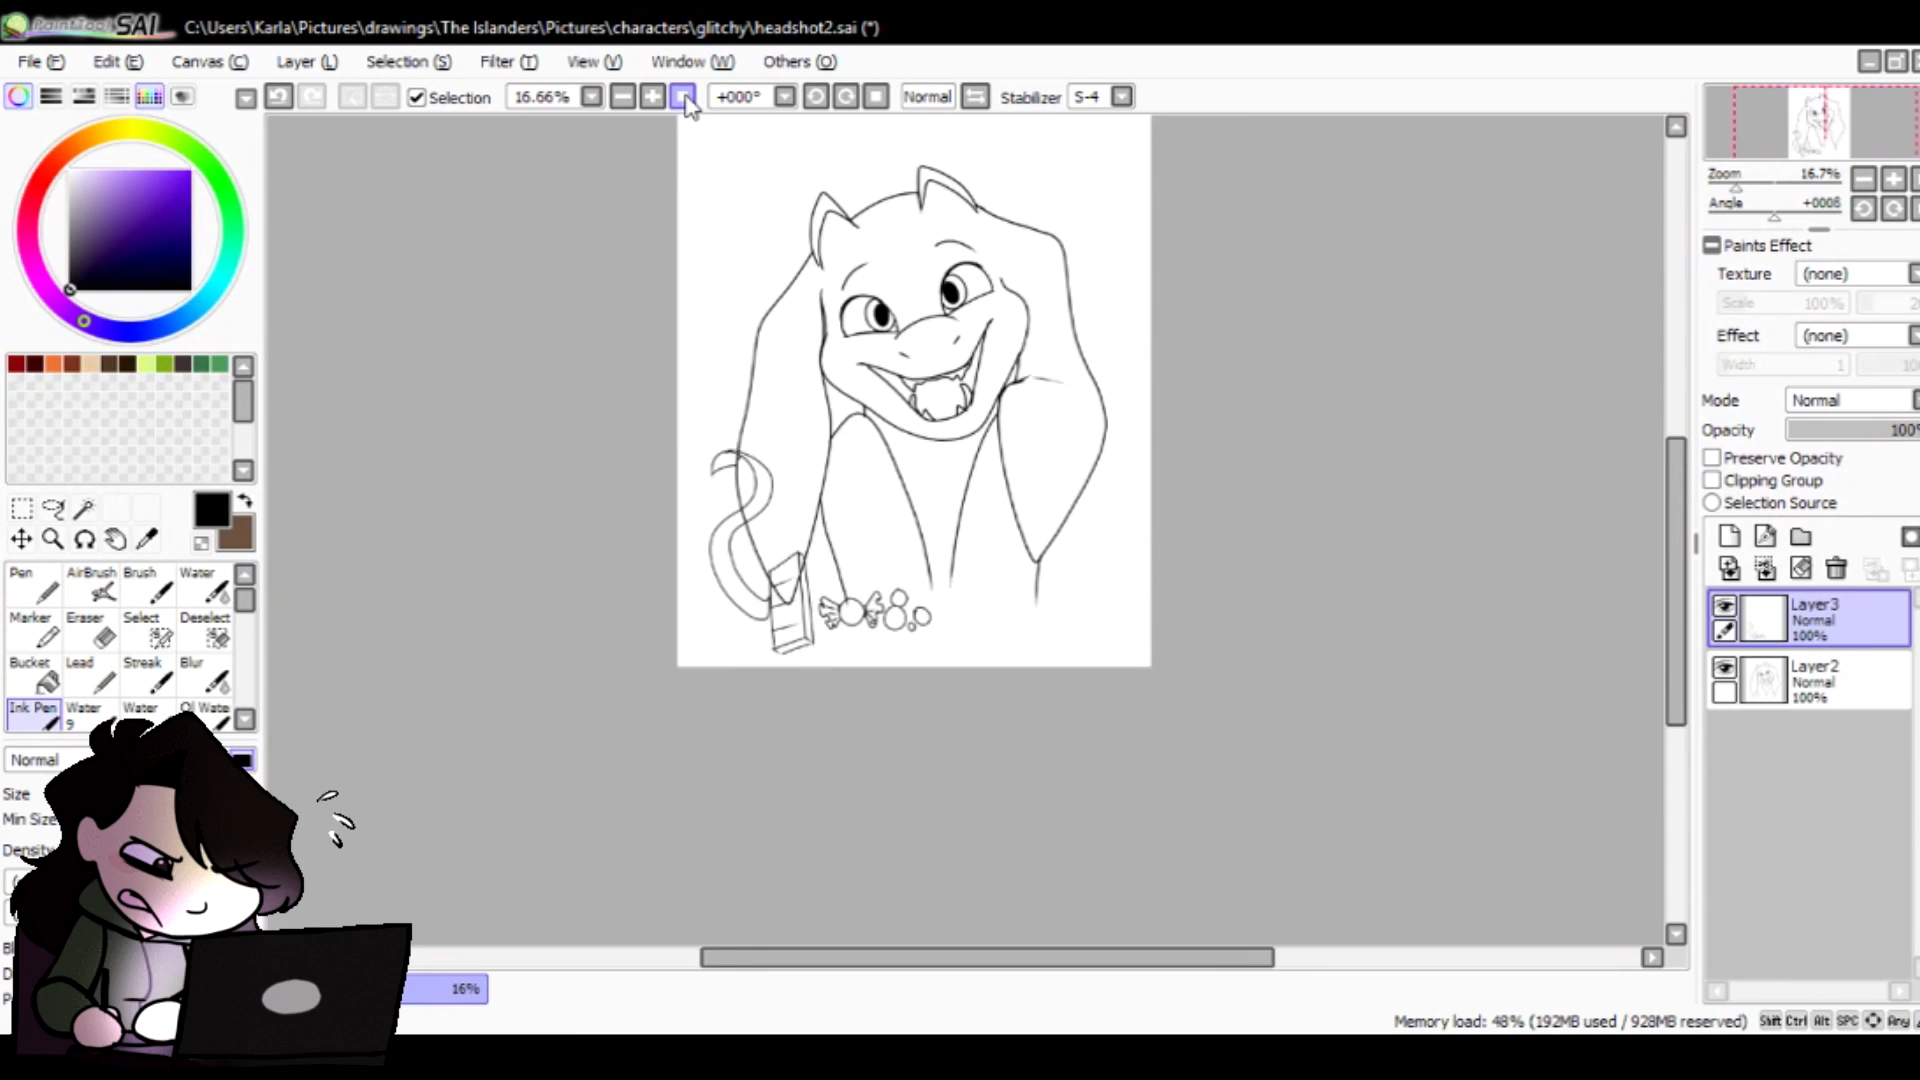 PaintTool SAI C:\Users\Karla\Pictures\drawings\The Islanders\Pictures\characters\glitchy\headshot2.sai (*)
File (F) Edit (E) Canvas (C) Layer (L) Selection (S) Filter (T) View (V) Window (W) Others (O)
Selection 16.66% +000° Normal Stabilizer S-4
Zoom 16.7%
Angle +000
Paints Effect
Texture (none)
Scale 100%
Effect (none)
Width 1
Mode Normal
Opacity 100%
Preserve Opacity
Clipping Group
Selection Source
Pen AirBrush Brush Water
Marker Eraser Select Deselect
Bucket Lead Streak Blur
Ink Pen Water 9 Water Wate
Normal
Size
Min Size
Density
Layer3
Normal
100%
Layer2
Normal
100%
16%
Memory load: 48% (192MB used / 928MB reserved) Shift Ctrl Alt SPC Any